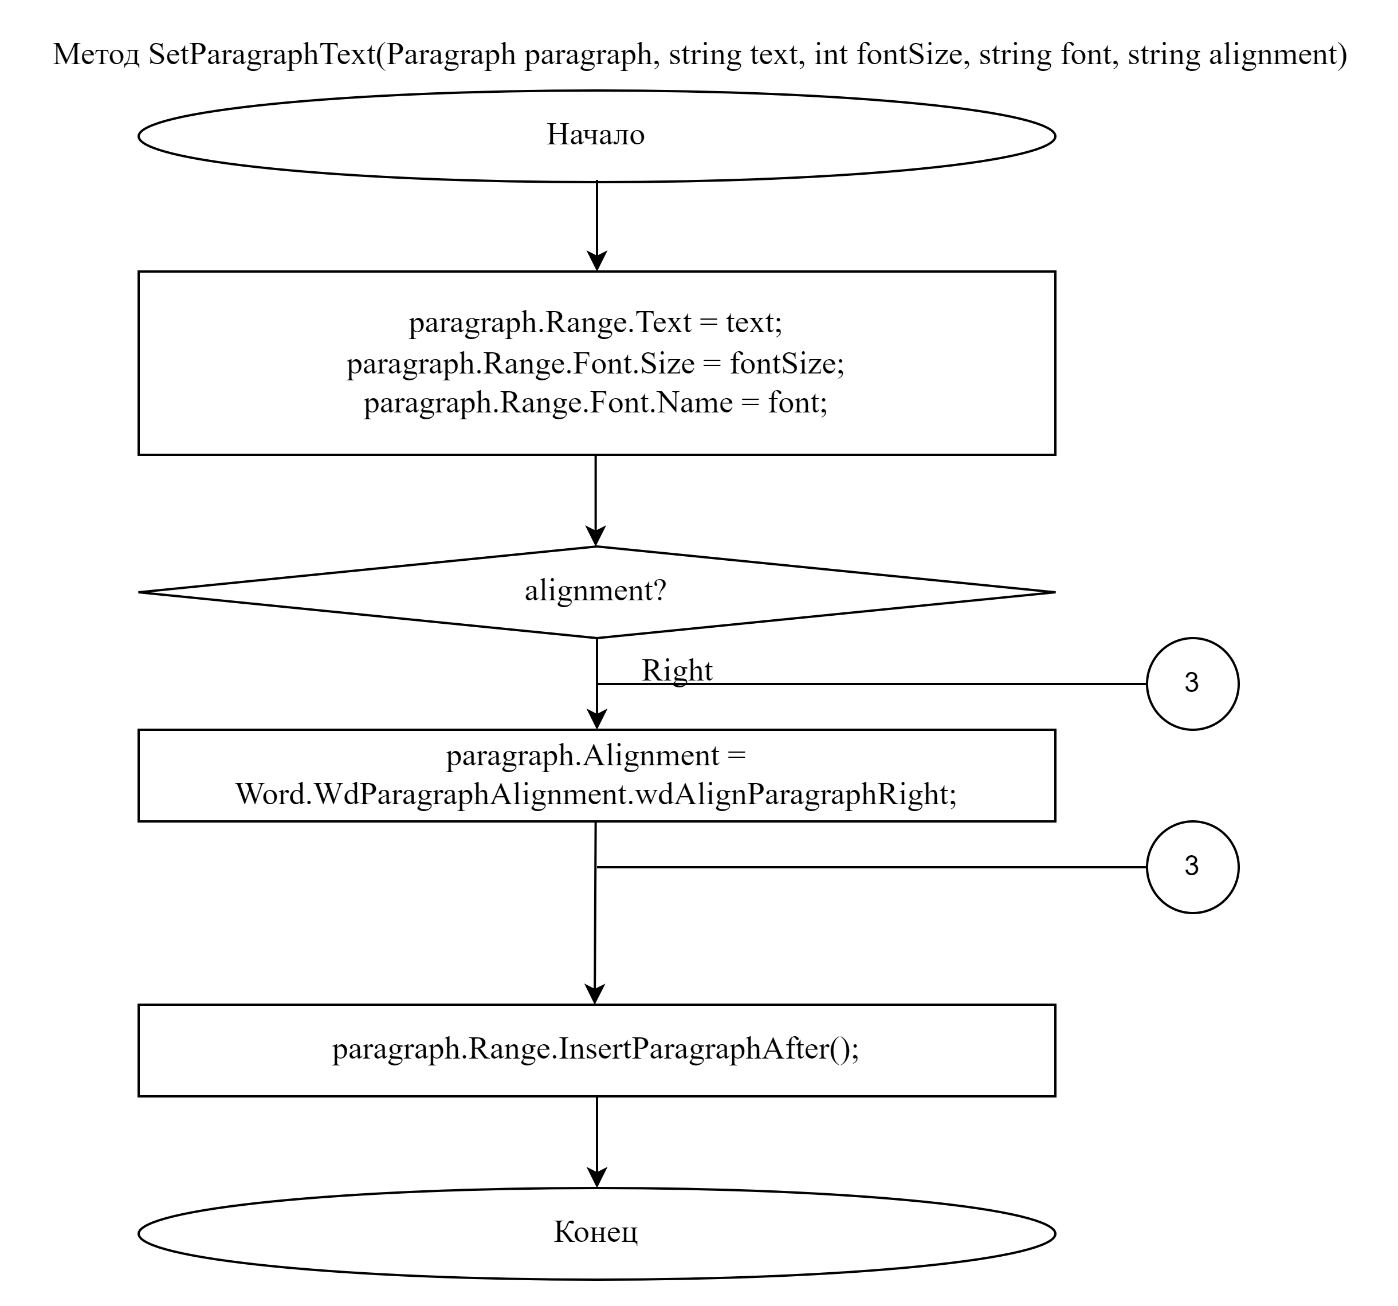 Метод SetParagraphText(Paragraph paragraph, string text, int fontSize, string font, string alignment)
Начало
paragraph.Range.Text = text;
paragraph.Range.Font.Size = fontSize;
paragraph.Range.Font.Name = font;
alignment?
Right
3
paragraph.Alignment =
Word.WdParagraphAlignment.wdAlignParagraphRight;
3
paragraph.Range.InsertParagraphAfter();
Конец